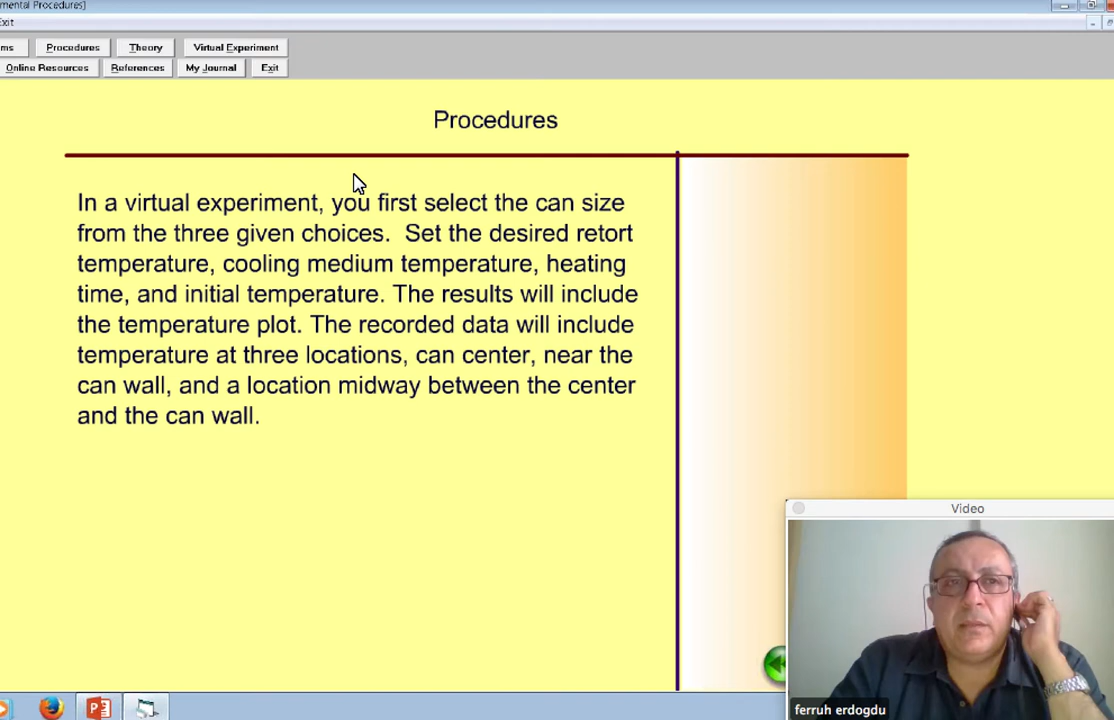 mental Procedures]
Exit
ms Procedures Theory Virtual Experiment
Online Resources References My Journal Exit
Procedures
In a virtual experiment, you first select the can size
from the three given choices. Set the desired retort
temperature, cooling medium temperature, heating
time, and initial temperature. The results will include
the temperature plot. The recorded data will include
temperature at three locations, can center, near the
can wall, and a location midway between the center
and the can wall.
Video
ferruh erdogdu